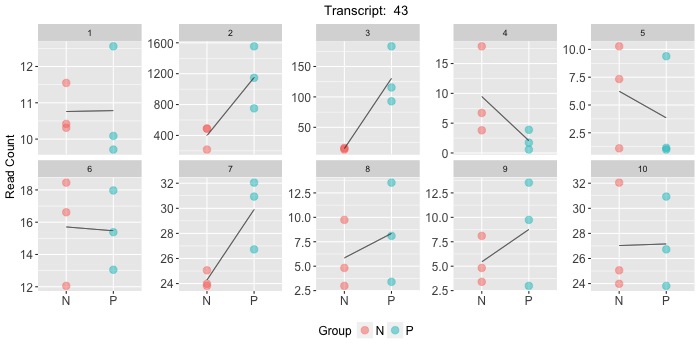 Transcript: 43
1 2 3 4 5
12 11 10
1600 1200 800 400
150 100 50
15 10 5 0
10.0 7.5 5.0 2.5
Read Count
6 7 8 9 10
18 16 14 12
32 30 28 26 24
12.5 10.0 7.5 5.0 2.5
12.5 10.0 7.5 5.0 2.5
32 30 28 26 24
N P N P N P N P N P
Group N P